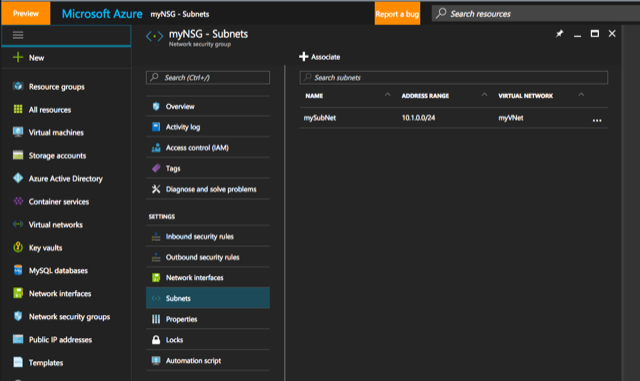 Preview
Microsoft Azure myNSG - Subnets
Report a bug
Search resources
myNSG - Subnets
Network security group
New
Resource groups
All resources
Virtual machines
Storage accounts
Azure Active Directory
Container services
Virtual networks
Key vaults
MySQL databases
Network interfaces
Network security groups
Public IP addresses
Templates
Search (Ctrl+/)
Overview
Activity log
Access control (IAM)
Tags
Diagnose and solve problems
SETTINGS
Inbound security rules
Outbound security rules
Network interfaces
Subnets
Properties
Locks
Automation script
Associate
Search subnets
NAME ADDRESS RANGE VIRTUAL NETWORK
mySubNet 10.1.0.0/24 myVNet ...